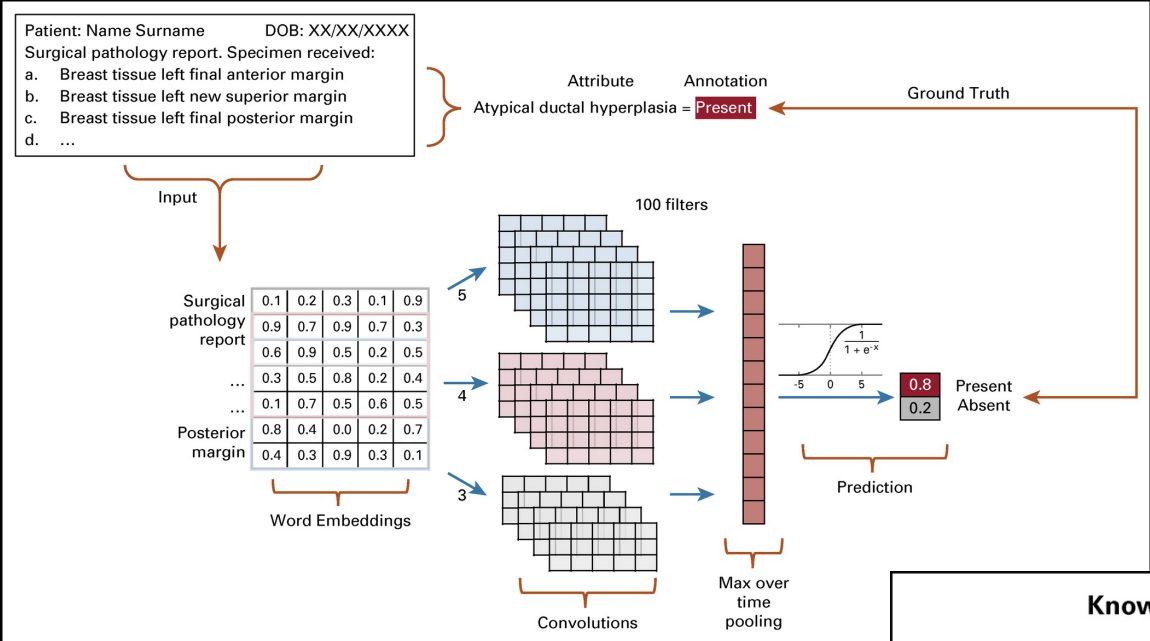 Patient: Name Surname DOB: XX/XX/XXXX
Surgical pathology report. Specimen received:
a. Breast tissue left final anterior margin
b. Breast tissue left new superior margin
c. Breast tissue left final posterior margin
d. ...
Attribute Annotation
Atypical ductal hyperplasia = Present
Ground Truth
Input
100 filters
Surgical
pathology
report
...
...
Posterior
margin
0.1 0.2 0.3 0.1 0.9
0.9 0.7 0.9 0.7 0.3
0.6 0.9 0.5 0.2 0.5
0.3 0.5 0.8 0.2 0.4
0.1 0.7 0.5 0.6 0.5
0.8 0.4 0.0 0.2 0.7
0.4 0.3 0.9 0.3 0.1
Word Embeddings
5
4
3
Convolutions
Max over
time
pooling
1
1 + e-x
-5 0 5
0.8 Present
0.2 Absent
Prediction
Know